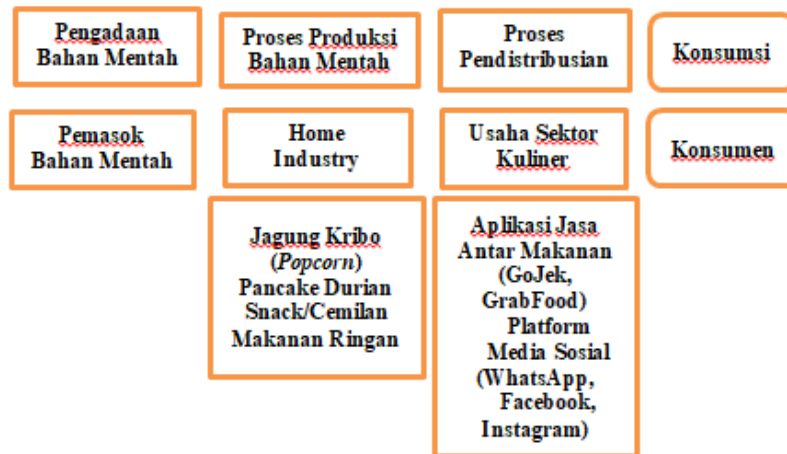 Pengadaan
Bahan Mentah
Proses Produksi
Bahan Mentah
Proses
Pendistribusian
Konsumsi
Pemasok
Bahan Mentah
Home
Industry
Usaha Sektor
Kuliner
Konsumen
Jagung Kribo
(Popcorn)
Pancake Durian
Snack/Cemilan
Makanan Ringan
Aplikasi Jasa
Antar Makanan
(GoJek,
GrabFood)
Platform
Media Sosial
(WhatsApp,
Facebook,
Instagram)